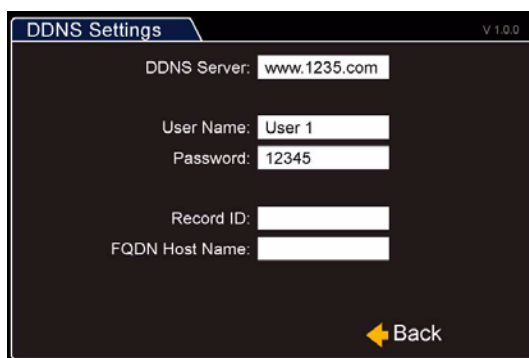 DDNS Settings
V 1.0.0
DDNS Server: www.1235.com
User Name: User 1
Password: 12345
Record ID:
FQDN Host Name:
Back